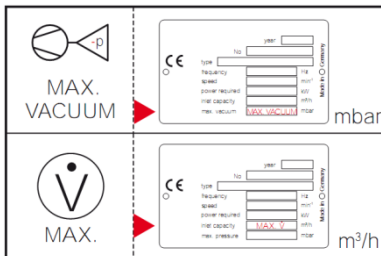 -p
MAX.
VACUUM
year
No
type
frequency Hz
speed min⁻¹
power required kW
inlet capacity m³/h
max. vacuum MAX. VACUUM mbar
CE
Made in Germany
mbar
V̇
MAX.
year
No
type
frequency Hz
speed min⁻¹
power required kW
inlet capacity MAX. V̇ m³/h
max. pressure mbar
CE
Made in Germany
m³/h